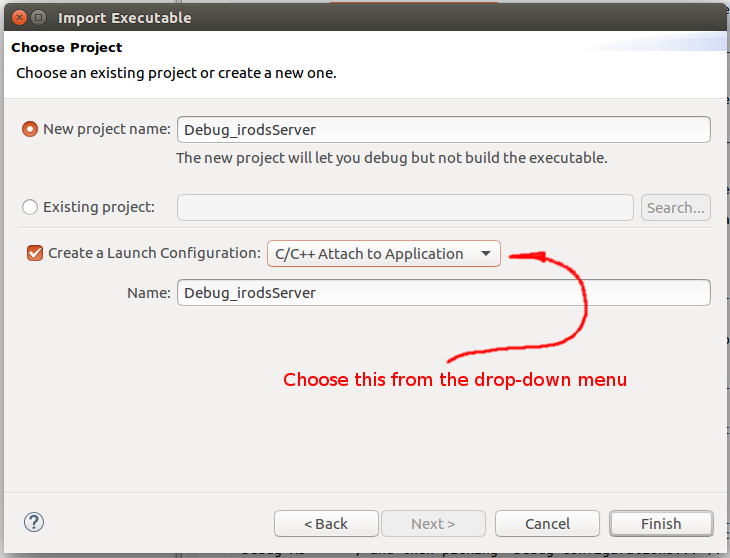 Import Executable
Choose Project
Choose an existing project or create a new one.
New project name: Debug_irodsServer
The new project will let you debug but not build the executable.
Existing project: Search...
Create a Launch Configuration: C/C++ Attach to Application
Name: Debug_irodsServer
Choose this from the drop-down menu
? < Back Next > Cancel Finish